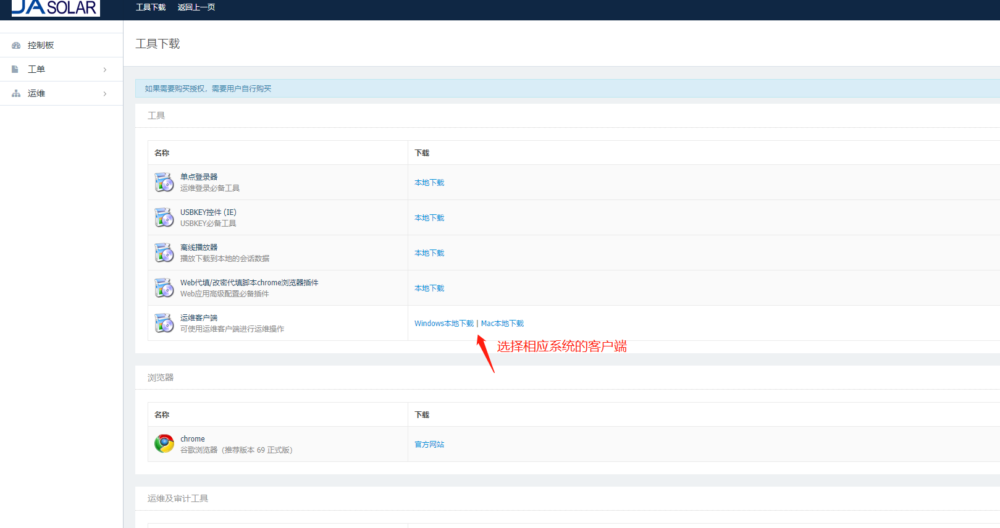 JA SOLAR
工具下载 返回上一页
控制板
工单
运维
工具下载
如果需要购买授权，需要用户自行购买
工具
名称 下载
单点登录器
运维登录必备工具
本地下载
USBKEY控件 (IE)
USBKEY必备工具
本地下载
离线播放器
播放下载到本地的会话数据
本地下载
Web代填/改密代填脚本chrome浏览器插件
Web应用高级配置必备插件
本地下载
运维客户端
可使用运维客户端进行运维操作
Windows本地下载 | Mac本地下载
选择相应系统的客户端
浏览器
名称 下载
chrome
谷歌浏览器（推荐版本 69 正式版）
官方网站
运维及审计工具